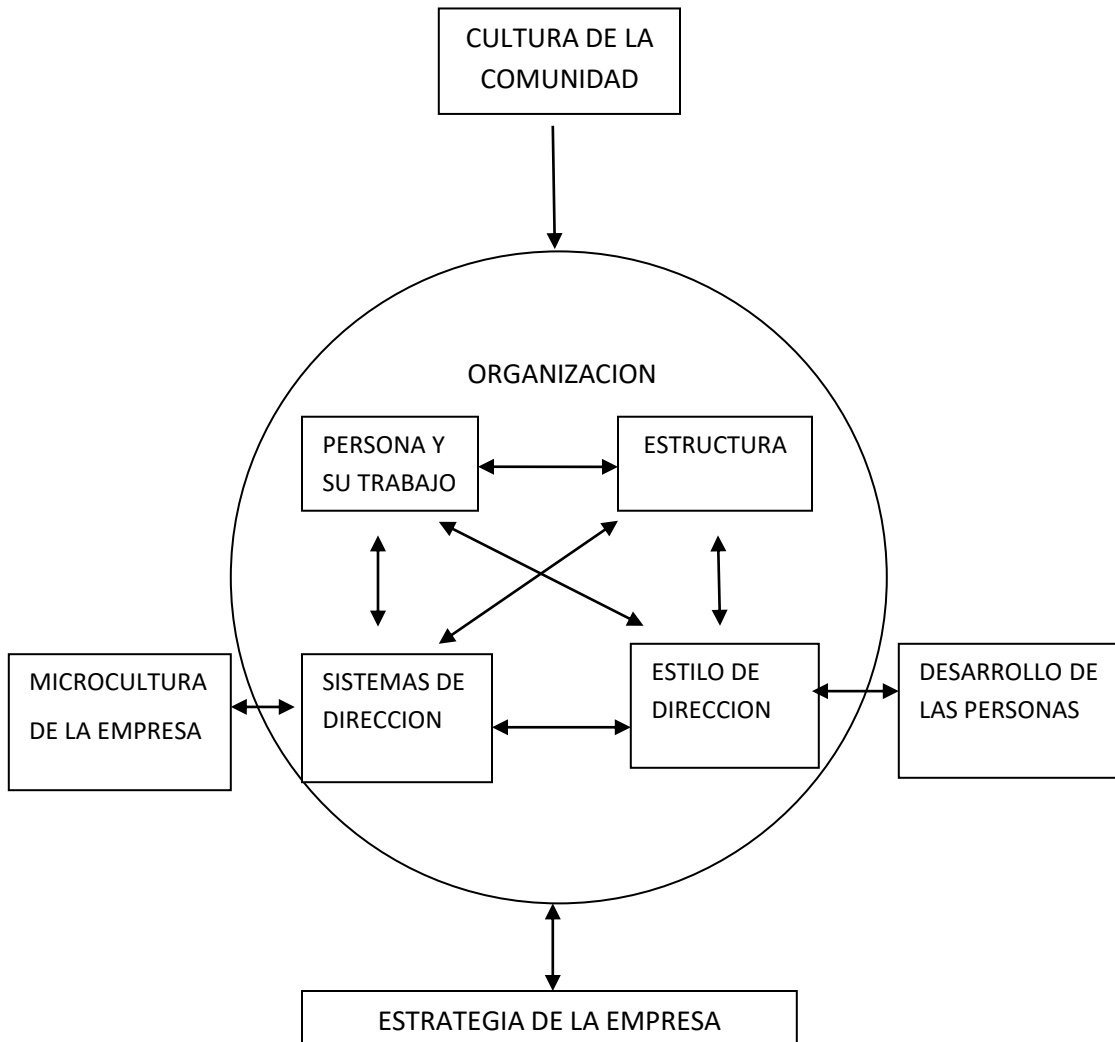 CULTURA DE LA
COMUNIDAD
ORGANIZACION
PERSONA Y
SU TRABAJO
ESTRUCTURA
MICROCULTURA
DE LA EMPRESA
SISTEMAS DE
DIRECCION
ESTILO DE
DIRECCION
DESARROLLO DE
LAS PERSONAS
ESTRATEGIA DE LA EMPRESA